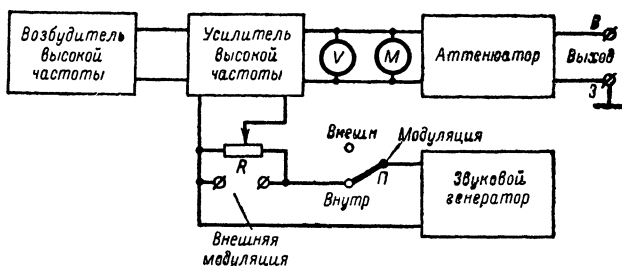 Возбудитель
высокой
частоты
Усилитель
высокой
частоты
V
M
Аттенюатор
В
Выход
З
R
Внешн
Модуляция
П
Внутр
Внешняя
модуляция
Звуковой
генератор